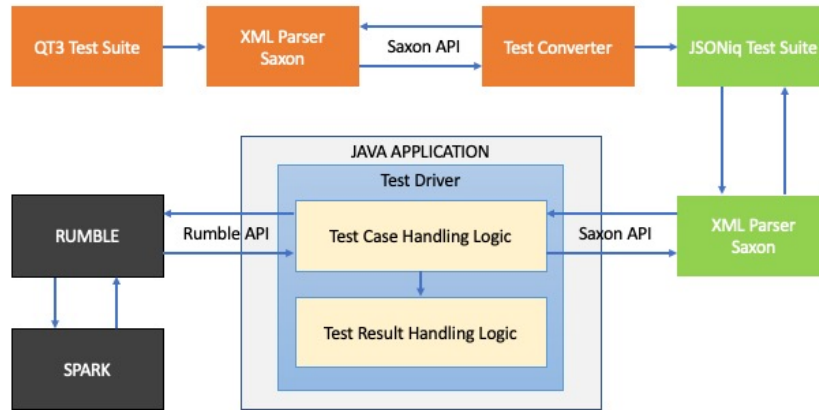 QT3 Test Suite
XML Parser
Saxon
Saxon API
Test Converter
JSONiq Test Suite
JAVA APPLICATION
Test Driver
RUMBLE
Rumble API
Test Case Handling Logic
Saxon API
XML Parser
Saxon
Test Result Handling Logic
SPARK